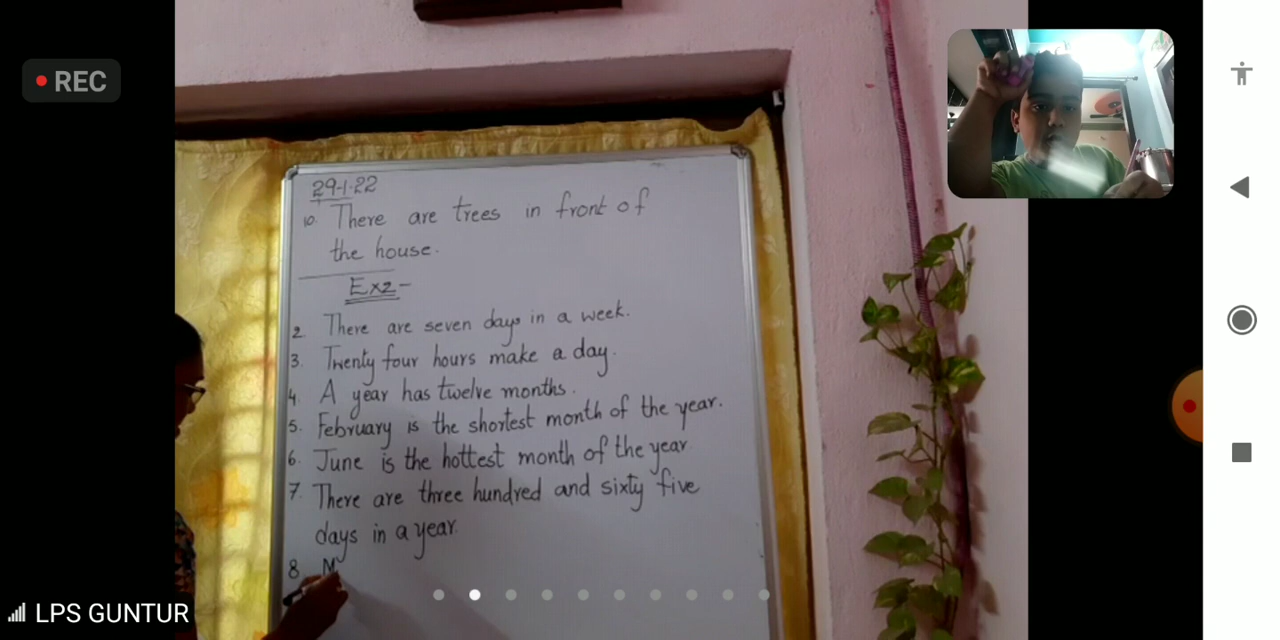 REC
29-1-22
10. There are trees in front of
the house.
Ex2-
2. There are seven days in a week.
3. Twenty four hours make a day.
4. A year has twelve months.
5. February is the shortest month of the year.
6. June is the hottest month of the year.
7. There are three hundred and sixty five
days in a year.
8 M
LPS GUNTUR